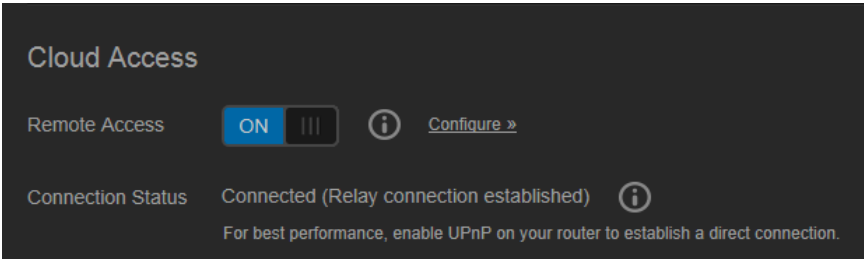 Cloud Access
Remote Access ON Configure »
Connection Status Connected (Relay connection established)
For best performance, enable UPnP on your router to establish a direct connection.